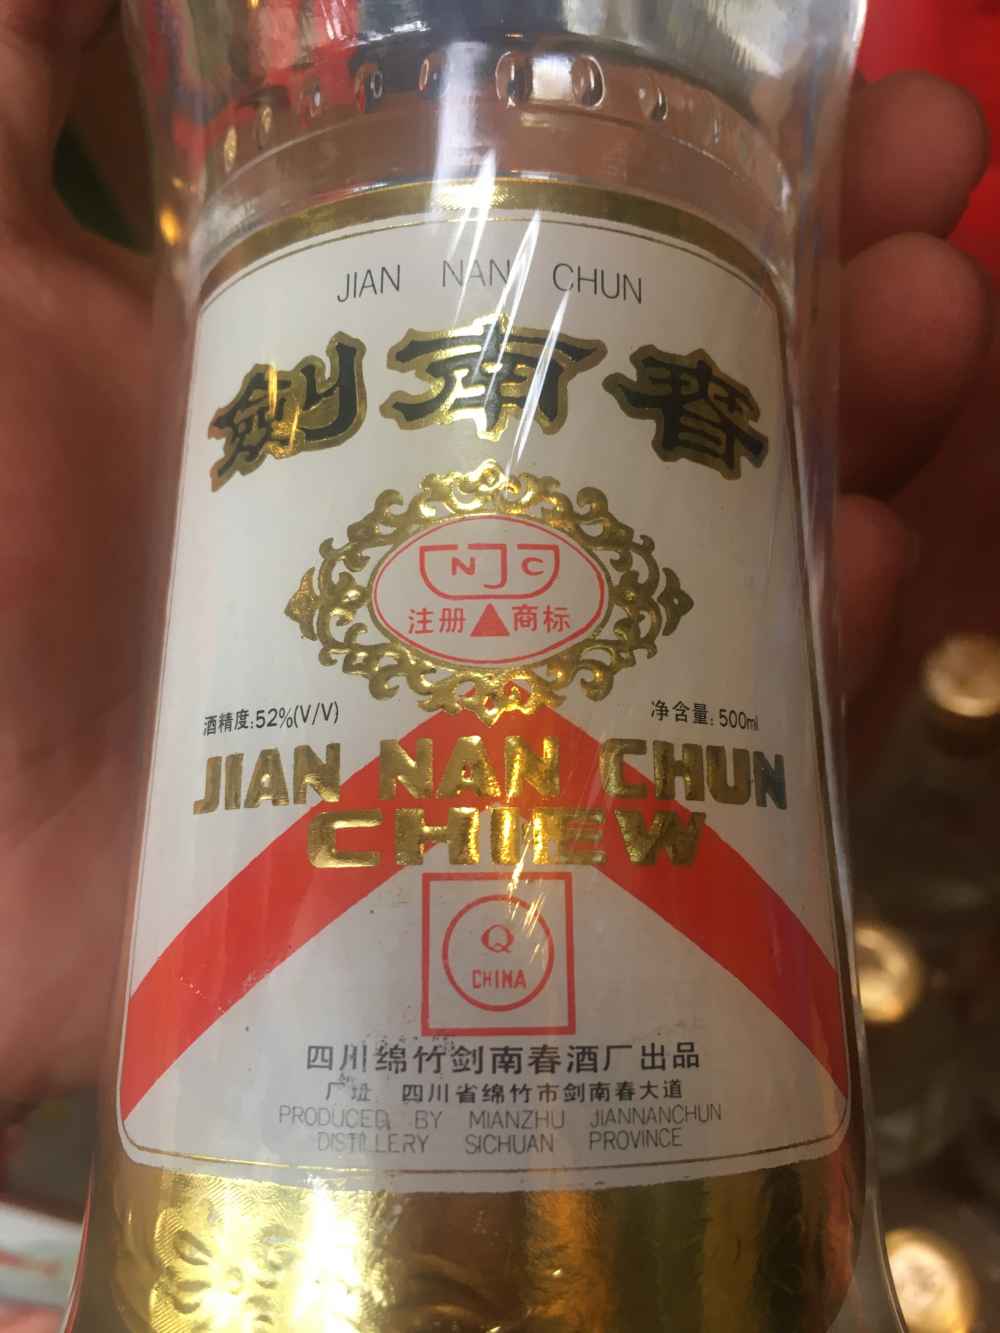 JIAN NAN CHUN
劍南春
NJC
注册▲商标
酒精度:52%(V/V)
净含量: 500ml
JIAN NAN CHUN
CHIEW
Q
CHINA
四川绵竹剑南春酒厂出品
厂址 四川省绵竹市剑南春大道
PRODUCED BY MIANZHU JIANNANCHUN
DISTILLERY SICHUAN PROVINCE